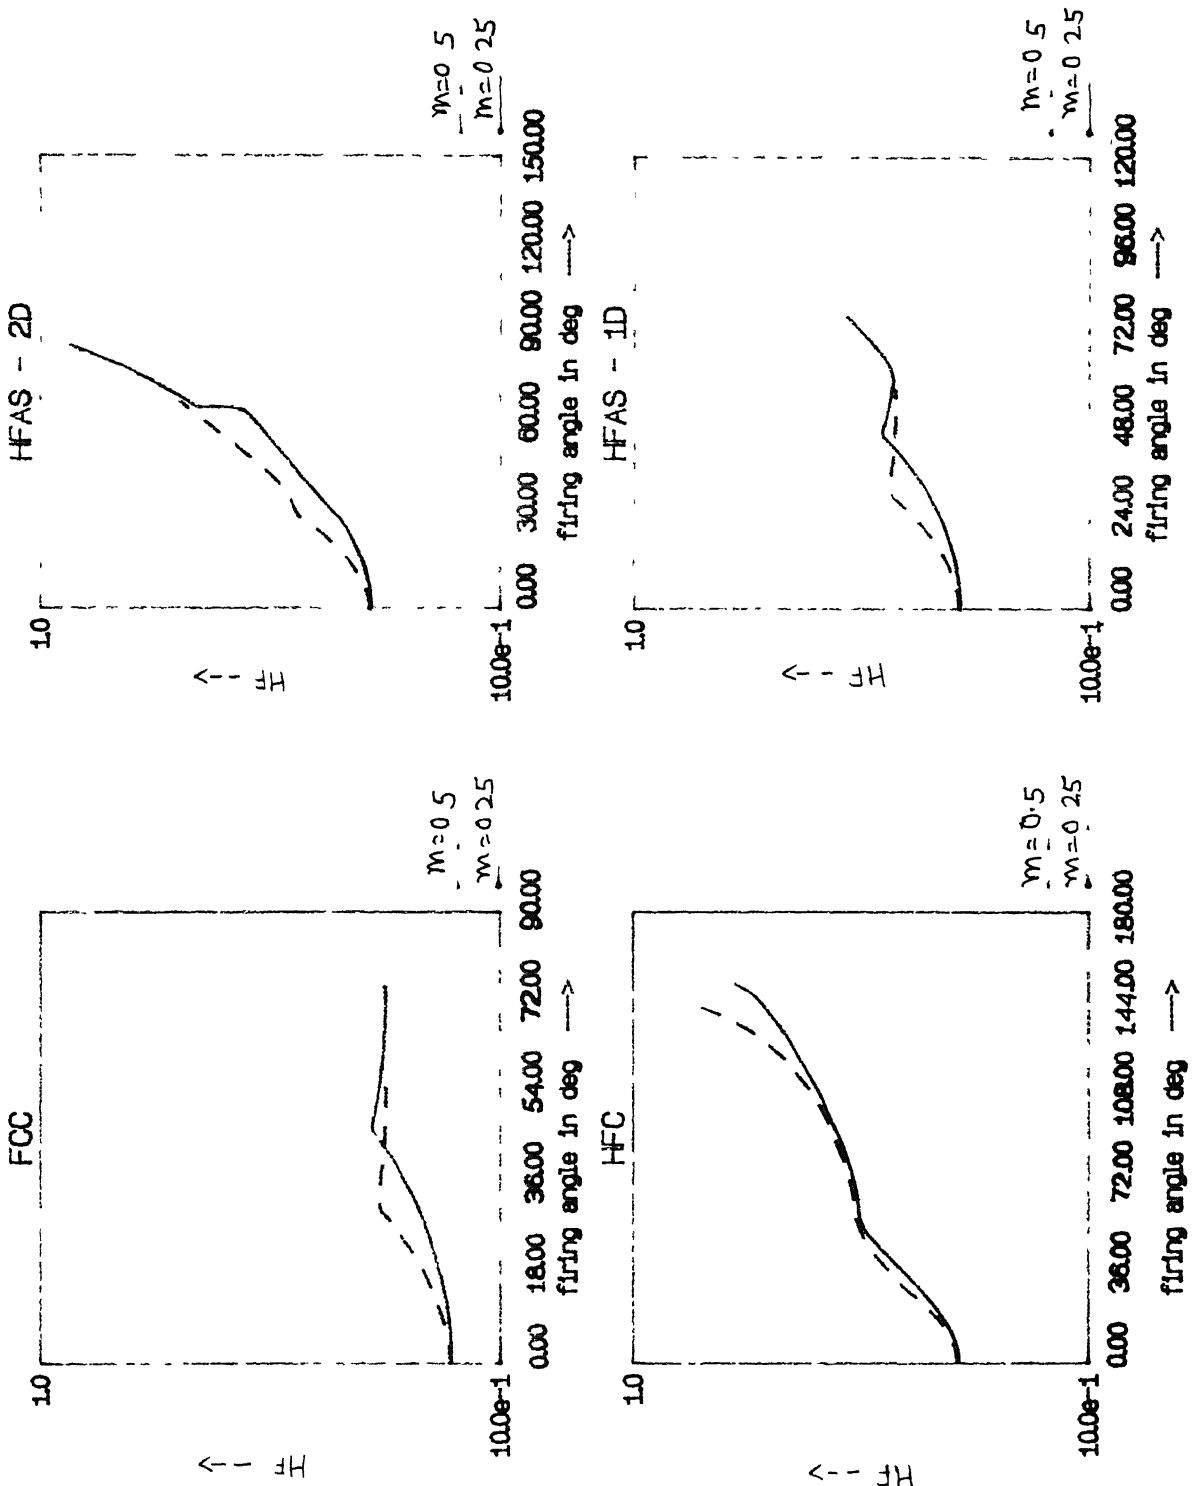 FCC
1.0
HF -->
10.0e-1
0.00 18.00 36.00 54.00 72.00 90.00
firing angle in deg --->
m=0 5
m=0 25
HFAS - 2D
1.0
HF -->
10.0e-1
0.00 30.00 60.00 90.00 120.00 150.00
firing angle in deg --->
m=0 5
m=0 25
HFC
1.0
HF -->
10.0e-1
0.00 36.00 72.00 108.00 144.00 180.00
firing angle in deg --->
m=0.5
m=0 25
HFAS - 1D
1.0
HF -->
10.0e-1
0.00 24.00 48.00 72.00 96.00 120.00
firing angle in deg --->
m=0 5
m=0 25